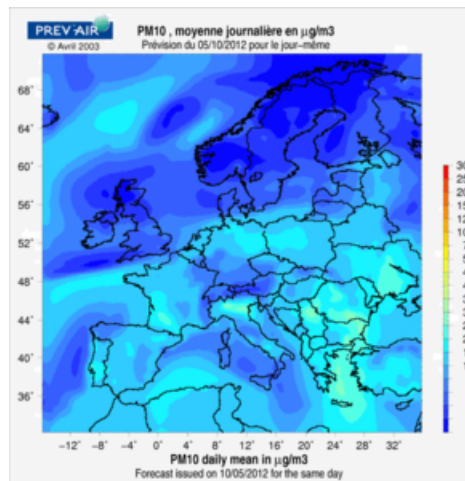 PREV'AIR
© Avril 2003
PM10 , moyenne journalière en µg/m3
Prévision du 05/10/2012 pour le jour-même
68°
64°
60°
56°
52°
48°
44°
40°
36°
-12° -8° -4° 0° 4° 8° 12° 16° 20° 24° 28° 32°
PM10 daily mean in µg/m3
Forecast issued on 10/05/2012 for the same day